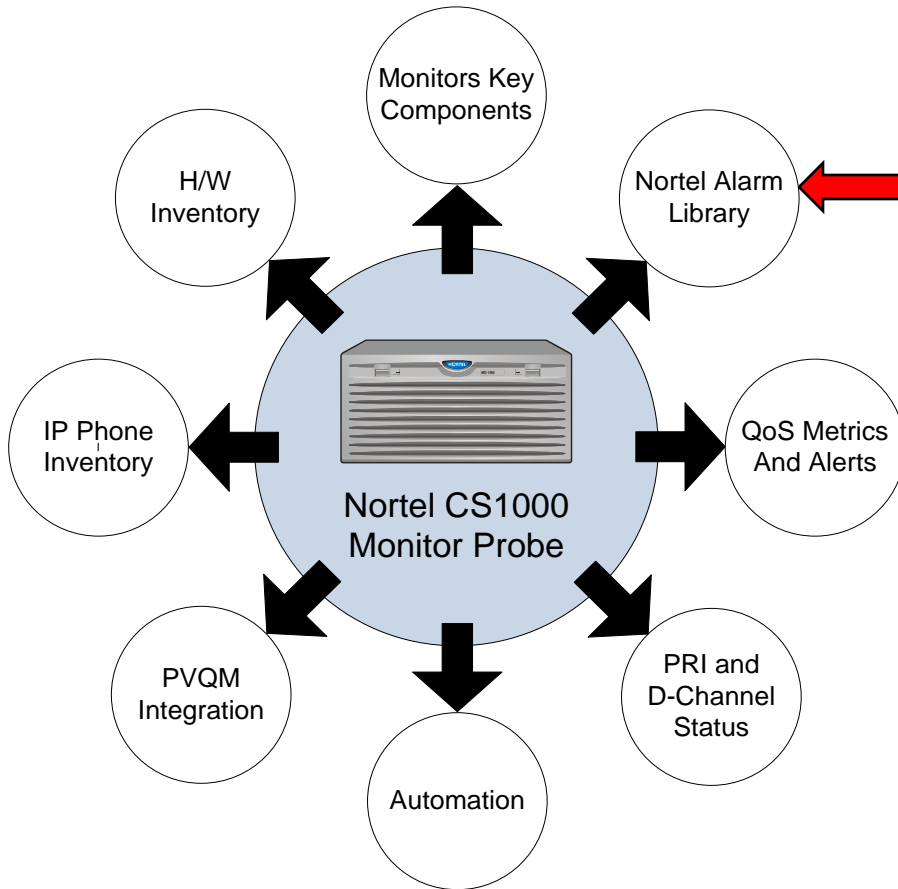 Monitors Key
Components
H/W
Inventory
Nortel Alarm
Library
NORTEL
IP Phone
Inventory
QoS Metrics
And Alerts
Nortel CS1000
Monitor Probe
PVQM
Integration
PRI and
D-Channel
Status
Automation